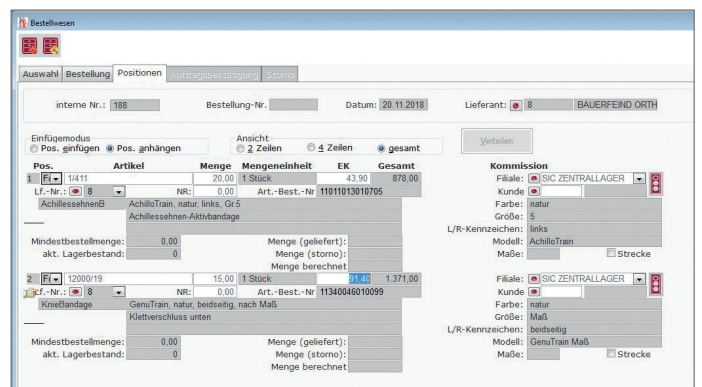 Bestellwesen
Auswahl Bestellung Positionen Auftragsbestätigung Storno
interne Nr.: 188 Bestellung-Nr. Datum: 20.11.2018 Lieferant: 8 BAUERFEIND ORTH
Einfügemodus Ansicht Verteilen
Pos. einfügen Pos. anhängen 2 Zeilen 4 Zeilen gesamt
Pos. Artikel Menge Mengeneinheit EK Gesamt Kommission
1 1/411 20,00 1 Stück 43,90 878,00 Filiale: SIC ZENTRALLAGER
Lf.-Nr.: 8 NR: 0,00 Art.-Best.-Nr 11011013010705 Kunde
AchillessehnenB AchilloTrain, natur, links, Gr.5 Farbe: natur
Achillessehnen-Aktivbandage Größe: 5
L/R-Kennzeichen: links
Mindestbestellmenge: 0,00 Menge (geliefert): Modell: AchilloTrain
akt. Lagerbestand: 0 Menge (storno): Maße: Strecke
Menge berechnet
2 12000/19 15,00 1 Stück 91,40 1.371,00 Filiale: SIC ZENTRALLAGER
Lf.-Nr.: 8 NR: 0,00 Art.-Best.-Nr 11340046010099 Kunde
KnieBandage GenuTrain, natur, beidseitig, nach Maß Farbe: natur
Klettverschluss unten Größe: Maß
L/R-Kennzeichen: beidseitig
Mindestbestellmenge: 0,00 Menge (geliefert): Modell: GenuTrain Maß
akt. Lagerbestand: 0 Menge (storno): Maße: Strecke
Menge berechnet